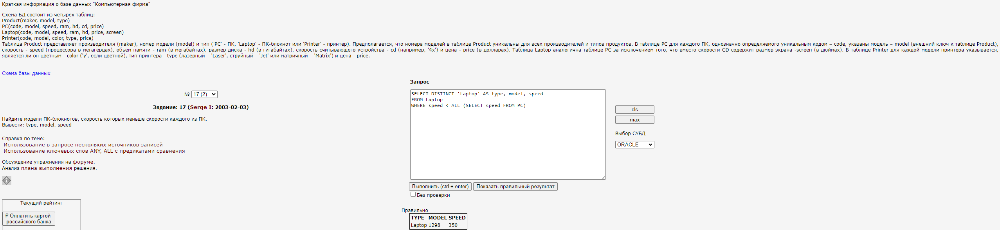 Краткая информация о базе данных "Компьютерная фирма"
Схема БД состоит из четырех таблиц:
Product(maker, model, type)
PC(code, model, speed, ram, hd, cd, price)
Laptop(code, model, speed, ram, hd, price, screen)
Printer(code, model, color, type, price)
Таблица Product представляет производителя (maker), номер модели (model) и тип ('PC' - ПК, 'Laptop' - ПК-блокнот или 'Printer' - принтер). Предполагается, что номера моделей в таблице Product уникальны для всех производителей и типов продуктов. В таблице PC для каждого ПК, однозначно определяемого уникальным кодом – code, указаны модель – model (внешний ключ к таблице Product),
скорость - speed (процессора в мегагерцах), объем памяти - ram (в мегабайтах), размер диска - hd (в гигабайтах), скорость считывающего устройства - cd (например, '4x') и цена - price (в долларах). Таблица Laptop аналогична таблице РС за исключением того, что вместо скорости CD содержит размер экрана -screen (в дюймах). В таблице Printer для каждой модели принтера указывается,
является ли он цветным - color ('y', если цветной), тип принтера - type (лазерный – 'Laser', струйный – 'Jet' или матричный – 'Matrix') и цена - price.
Схема базы данных
№ 17 (2)
Задание: 17 (Serge I: 2003-02-03)
Найдите модели ПК-блокнотов, скорость которых меньше скорости каждого из ПК.
Вывести: type, model, speed
Справка по теме:
Использование в запросе нескольких источников записей
Использование ключевых слов ANY, ALL с предикатами сравнения
Обсуждение упражнения на форуме.
Анализ плана выполнения решения.
i
Текущий рейтинг
₽ Оплатить картой
российского банка
Запрос
SELECT DISTINCT 'Laptop' AS type, model, speed
FROM Laptop
WHERE speed < ALL (SELECT speed FROM PC)
cls
max
Выбор СУБД
ORACLE
Выполнить (ctrl + enter) Показать правильный результат
Без проверки
Правильно
TYPE MODEL SPEED
Laptop 1298 350